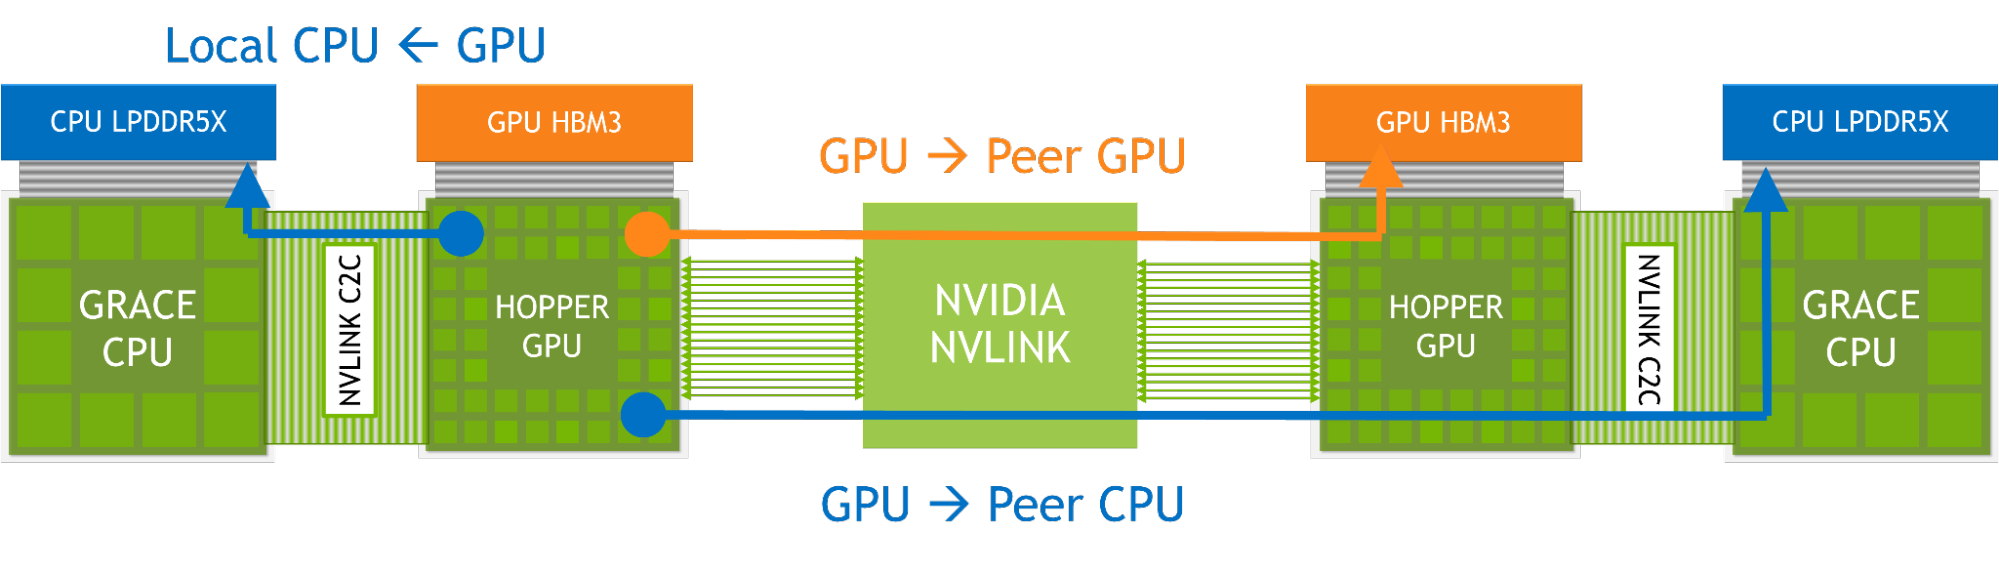 Local CPU ← GPU
CPU LPDDR5X
GPU HBM3
GPU HBM3
CPU LPDDR5X
GPU → Peer GPU
GRACE
CPU
NVLINK C2C
HOPPER
GPU
NVIDIA
NVLINK
HOPPER
GPU
NVLINK C2C
GRACE
CPU
GPU → Peer CPU